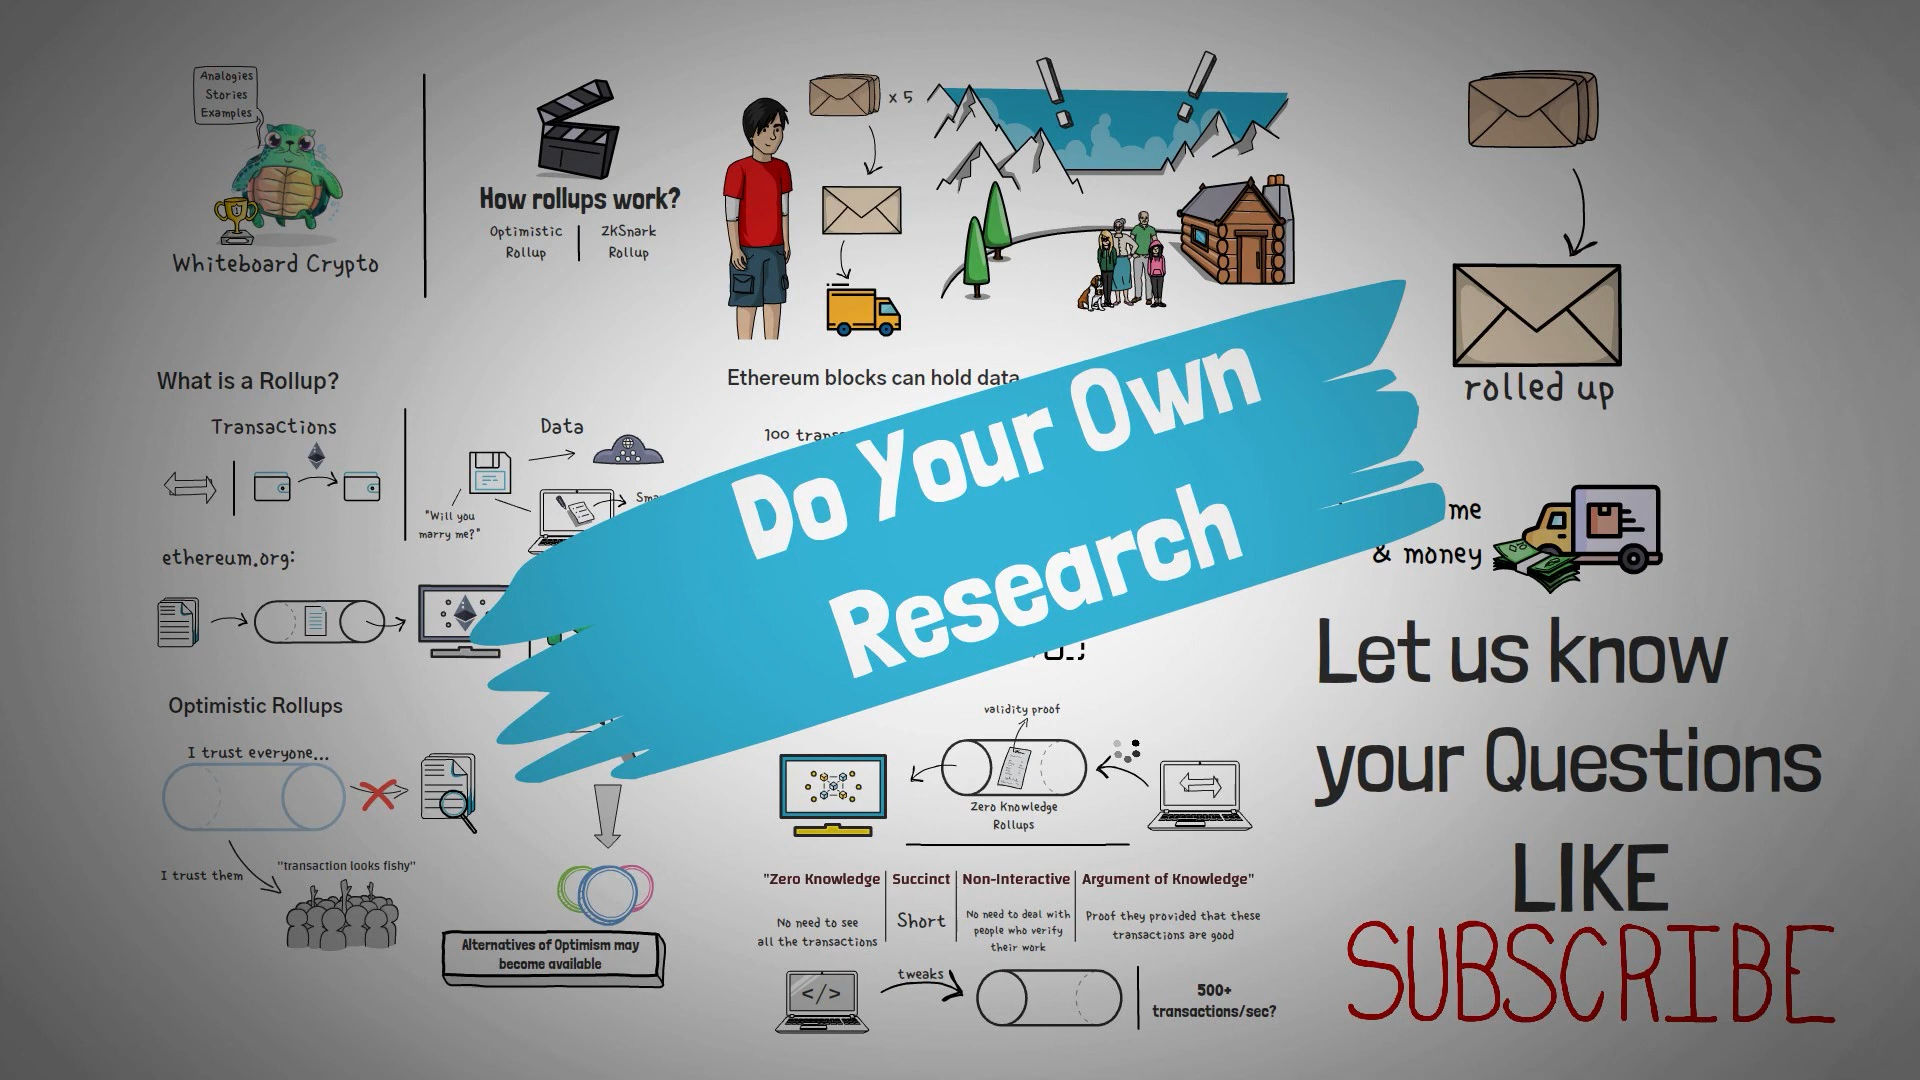 Analogies
Stories
Examples
Whiteboard Crypto
How rollups work?
Optimistic
Rollup
ZKSnark
Rollup
x 5
rolled up
What is a Rollup?
Transactions
Data
"Will you
marry me?"
ethereum.org:
Ethereum blocks can hold data
100
Do Your Own
Research
me
& money
Let us know
your Questions
LIKE
SUBSCRIBE
Optimistic Rollups
I trust everyone...
I trust them
"transaction looks fishy"
Alternatives of Optimism may
become available
validity proof
Zero Knowledge
Rollups
"Zero Knowledge
No need to see
all the transactions
Succinct
Short
Non-Interactive
No need to deal with
people who verify
their work
Argument of Knowledge"
Proof they provided that these
transactions are good
</>
tweaks
500+
transactions/sec?